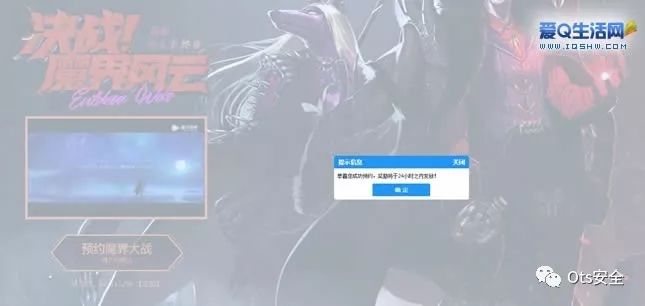 爱Q生活网
WWW.IQSHW.COM
决战!
魔界风云
提示信息 关闭
恭喜您成功预约，奖励将于24小时之内发放!
确定
预约魔界大战
Ots安全